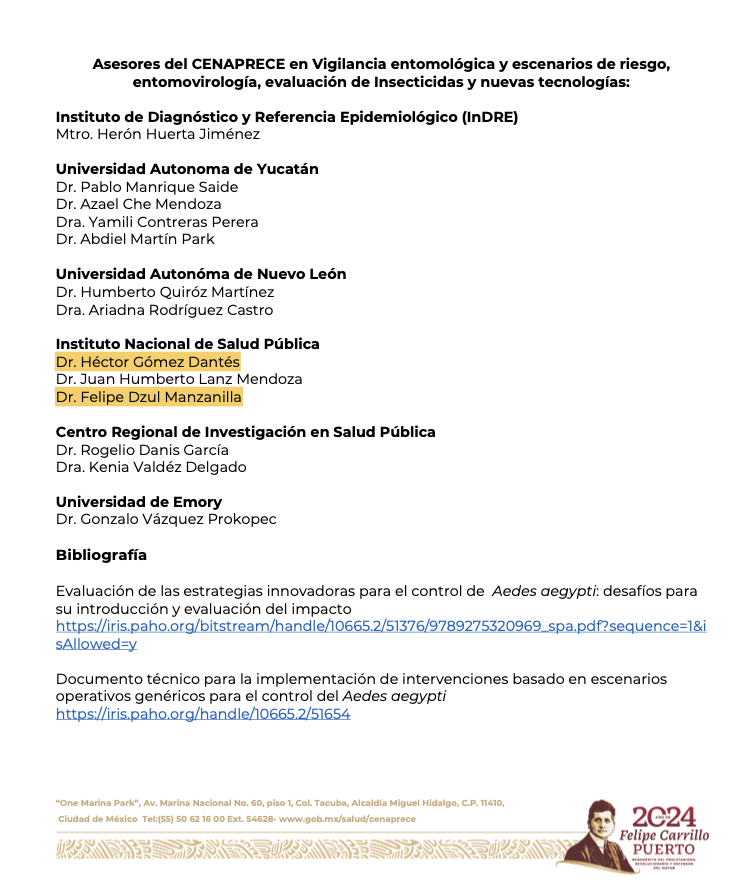 Asesores del CENAPRECE en Vigilancia entomológica y escenarios de riesgo,
entomovirología, evaluación de Insecticidas y nuevas tecnologías:
Instituto de Diagnóstico y Referencia Epidemiológico (InDRE)
Mtro. Herón Huerta Jiménez
Universidad Autonoma de Yucatán
Dr. Pablo Manrique Saide
Dr. Azael Che Mendoza
Dra. Yamili Contreras Perera
Dr. Abdiel Martín Park
Universidad Autonóma de Nuevo León
Dr. Humberto Quiróz Martínez
Dra. Ariadna Rodríguez Castro
Instituto Nacional de Salud Pública
Dr. Héctor Gómez Dantés
Dr. Juan Humberto Lanz Mendoza
Dr. Felipe Dzul Manzanilla
Centro Regional de Investigación en Salud Pública
Dr. Rogelio Danis García
Dra. Kenia Valdéz Delgado
Universidad de Emory
Dr. Gonzalo Vázquez Prokopec
Bibliografía
Evaluación de las estrategias innovadoras para el control de Aedes aegypti: desafíos para
su introducción y evaluación del impacto
https://iris.paho.org/bitstream/handle/10665.2/51376/9789275320969_spa.pdf?sequence=1&i
sAllowed=y
Documento técnico para la implementación de intervenciones basado en escenarios
operativos genéricos para el control del Aedes aegypti
https://iris.paho.org/handle/10665.2/51654
“One Marina Park”, Av. Marina Nacional No. 60, piso 1, Col. Tacuba, Alcaldía Miguel Hidalgo, C.P. 11410,
Ciudad de México Tel:(55) 50 62 16 00 Ext. 54628- www.gob.mx/salud/cenaprece
2024
AÑO DE
Felipe Carrillo
PUERTO
BENEMÉRITO DEL PROLETARIADO,
REVOLUCIONARIO Y DEFENSOR
DEL MAYAB